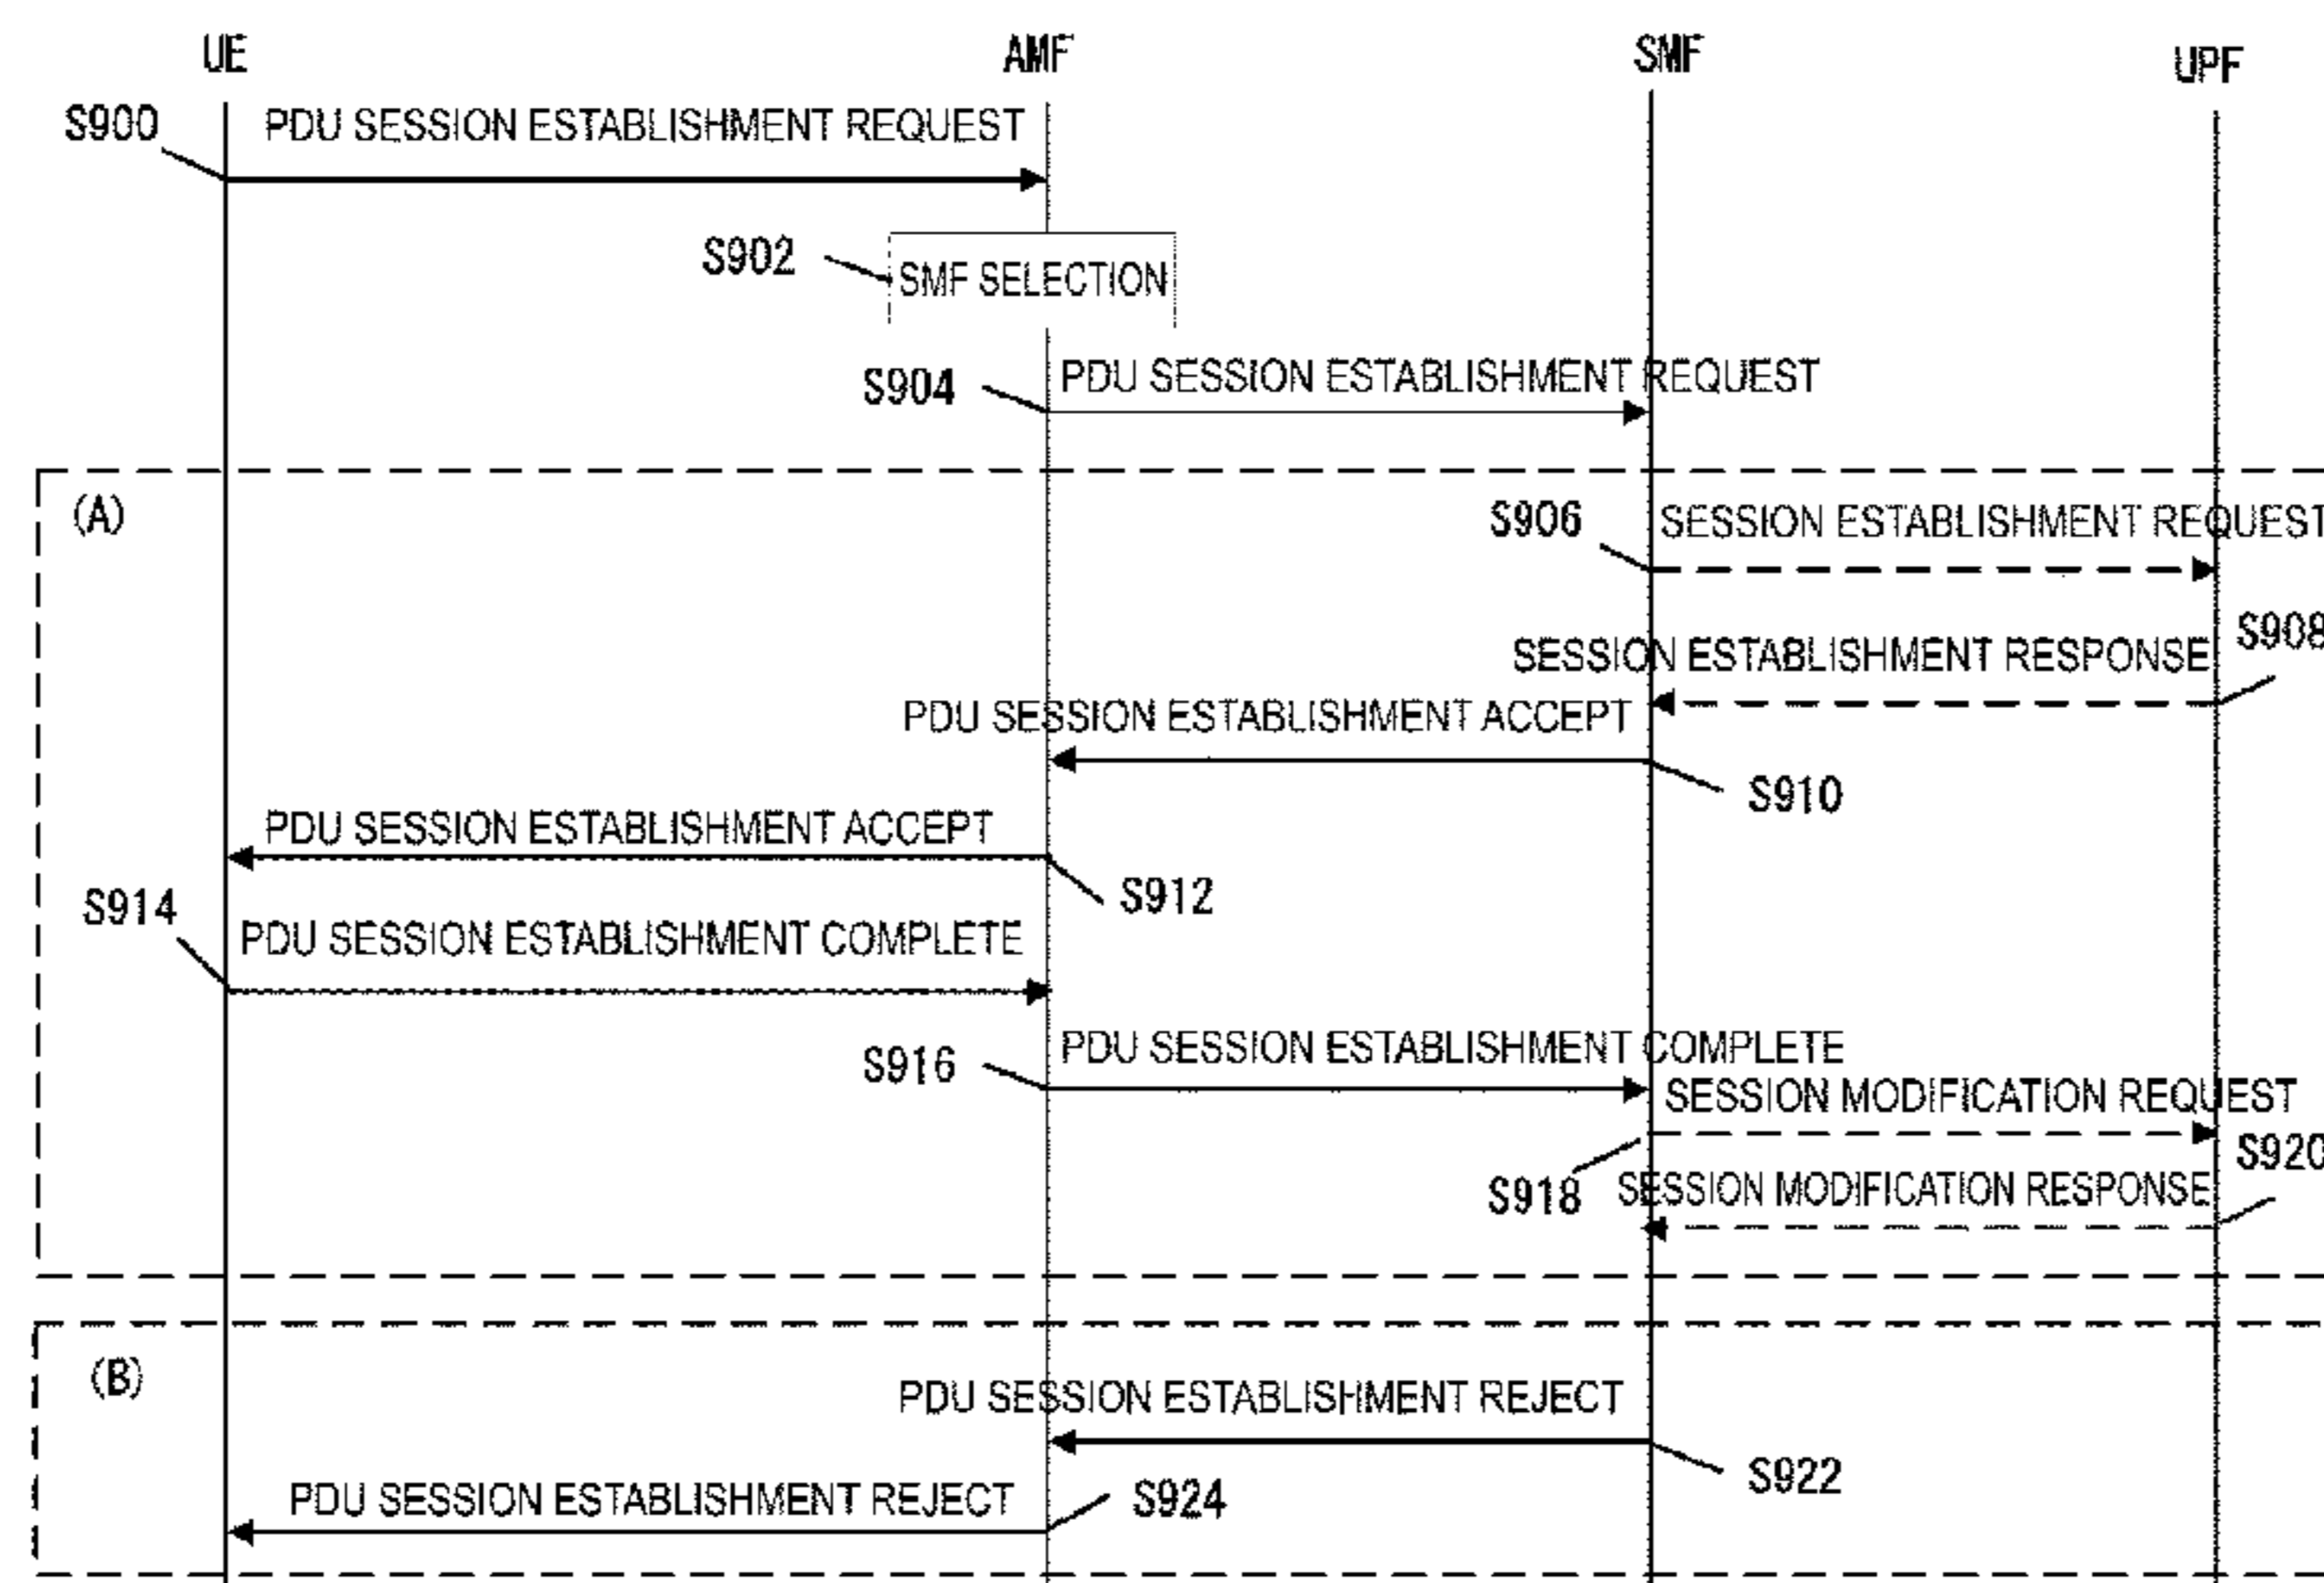 UE AMF SMF UPF
S900 PDU SESSION ESTABLISHMENT REQUEST
S902 SMF SELECTION
S904 PDU SESSION ESTABLISHMENT REQUEST
(A)
S906 SESSION ESTABLISHMENT REQUEST
SESSION ESTABLISHMENT RESPONSE S908
PDU SESSION ESTABLISHMENT ACCEPT
S910
PDU SESSION ESTABLISHMENT ACCEPT
S912
S914
PDU SESSION ESTABLISHMENT COMPLETE
S916 PDU SESSION ESTABLISHMENT COMPLETE
SESSION MODIFICATION REQUEST
S918 SESSION MODIFICATION RESPONSE S920
(B)
PDU SESSION ESTABLISHMENT REJECT
S922
PDU SESSION ESTABLISHMENT REJECT S924